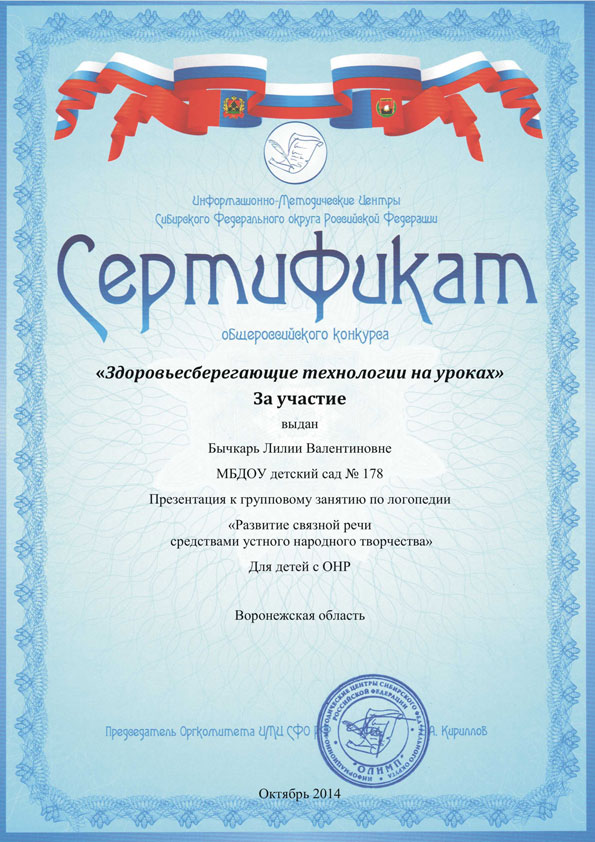 Информационно-Методические Центры
Сибирского Федерального округа Российской Федерации
Сертификат
общероссийского конкурса
«Здоровьесберегающие технологии на уроках»
За участие
выдан
Бычкарь Лилии Валентиновне
МБДОУ детский сад № 178
Презентация к групповому занятию по логопедии
«Развитие связной речи
средствами устного народного творчества»
Для детей с ОНР
Воронежская область
Председатель Оргкомитета ИМЦ СФО А. Кириллов
ИНФОРМАЦИОННО-МЕТОДИЧЕСКИЕ ЦЕНТРЫ СИБИРСКОГО ФЕДЕРАЛЬНОГО ОКРУГА
РОССИЙСКОЙ ФЕДЕРАЦИИ
ОЛИМП
Октябрь 2014